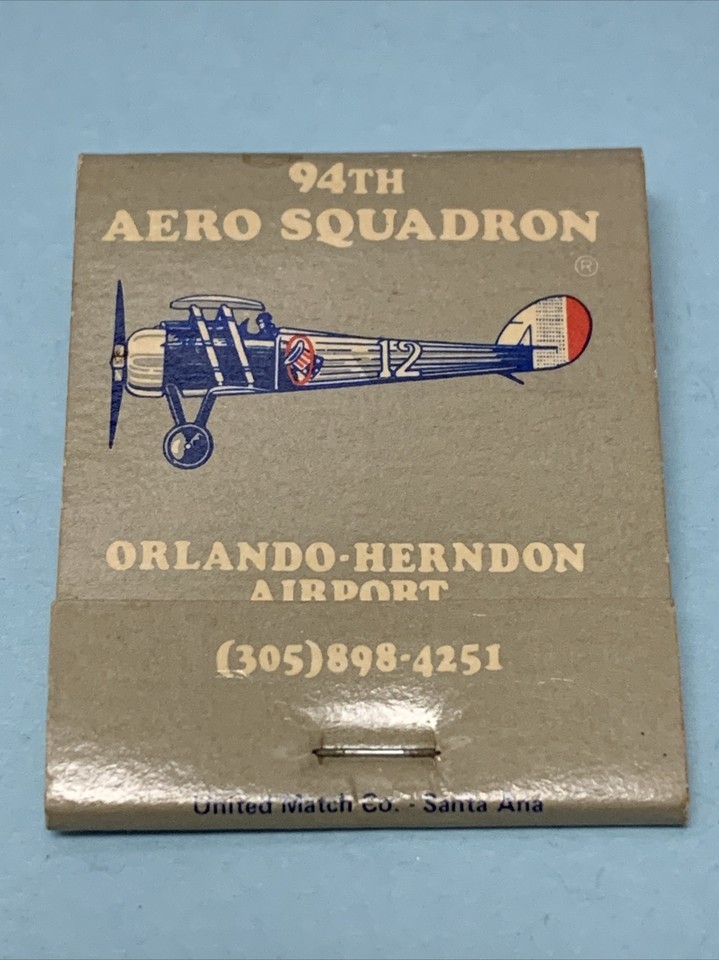 94TH
AERO SQUADRON
®
12
ORLANDO-HERNDON
AIRPORT
(305)898-4251
United Match Co. - Santa Ana